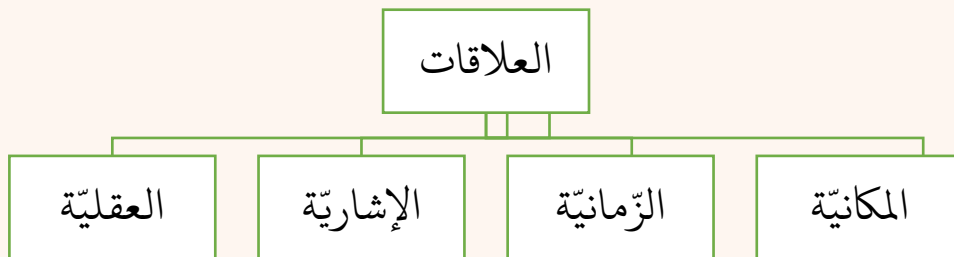 العلاقات
المكانيّة
الزّمانيّة
الإشاريّة
العقليّة